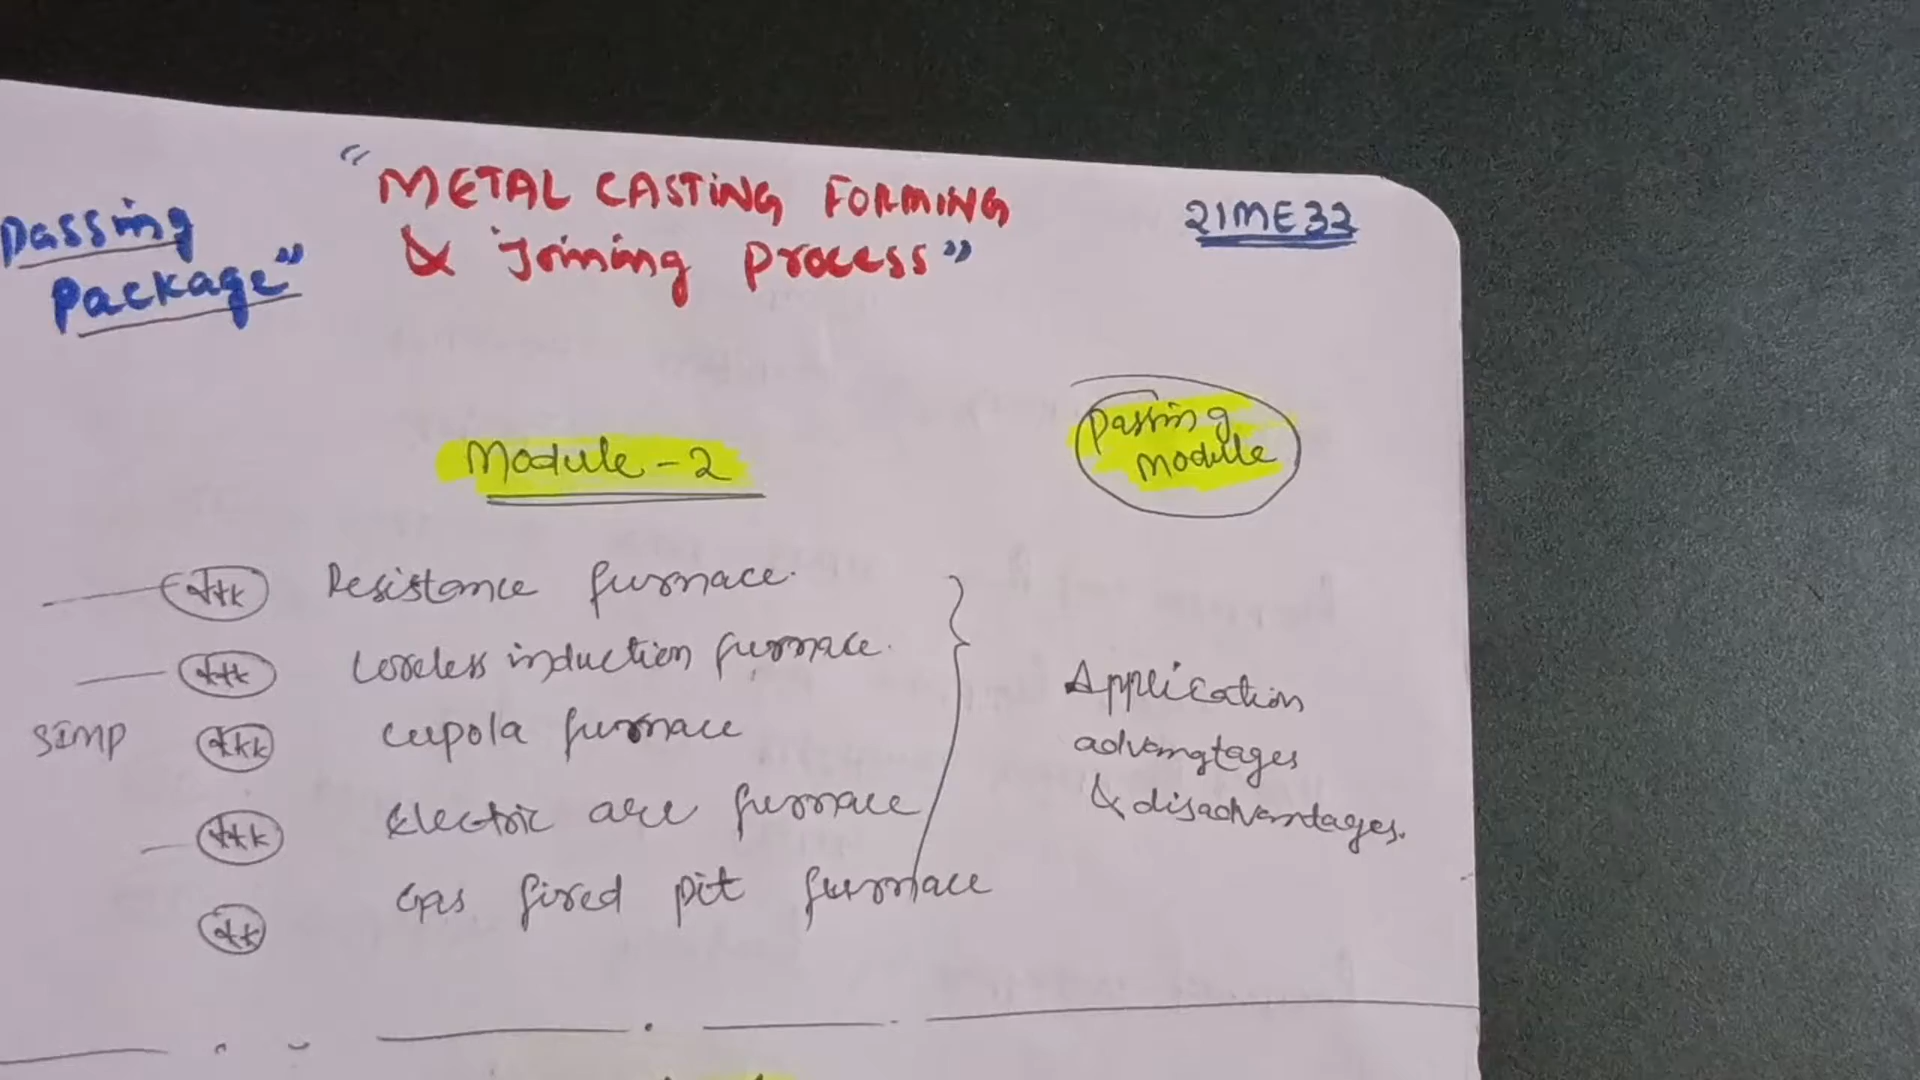 "METAL CASTING FORMING
& Joining process"
21ME32
passing
package"
Module-2
passing
module
*** Resistance furnace.
*** Coreless induction furnace.
SIMP *** cupola furnace
*** Electric arc furnace
** Gas fired pit furnace
Application
advamgtages
& disadvantages.